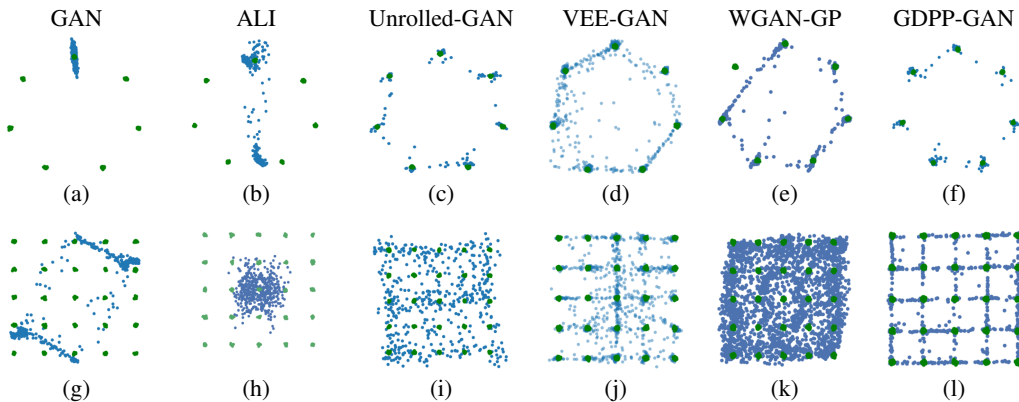 GAN ALI Unrolled-GAN VEE-GAN WGAN-GP GDPP-GAN
(a) (b) (c) (d) (e) (f)
(g) (h) (i) (j) (k) (l)